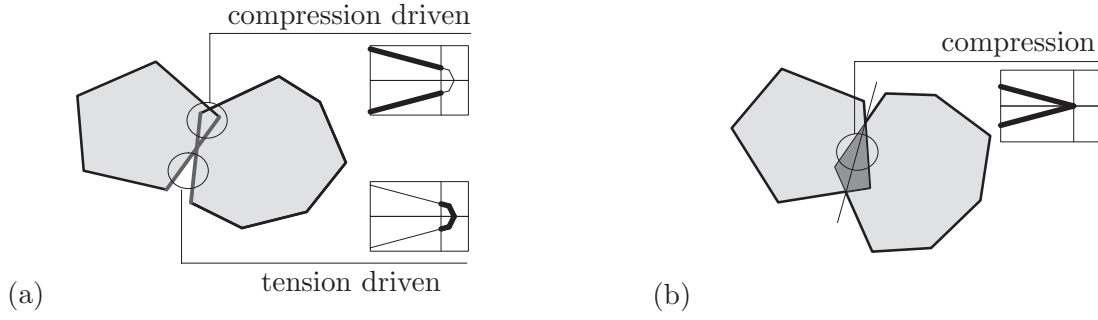 compression driven
compression
tension driven
(a)
(b)